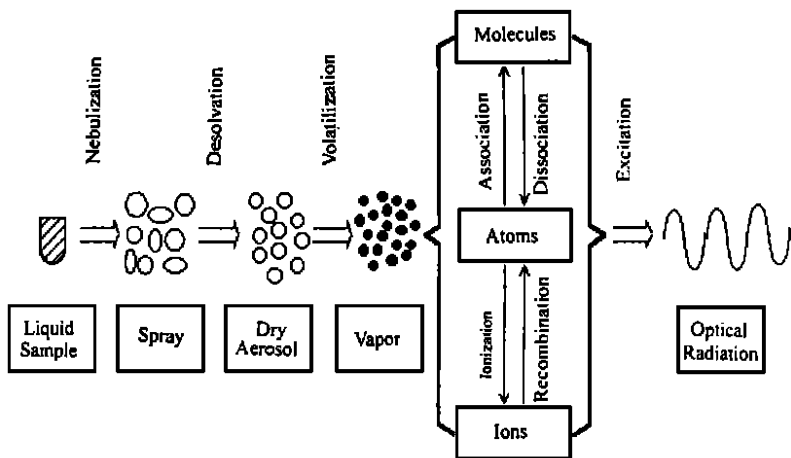 Molecules
Nebulization
Desolvation
Volatilization
Association
Dissociation
Excitation
Atoms
Liquid
Sample
Spray
Dry
Aerosol
Vapor
Ionization
Recombination
Optical
Radiation
Ions